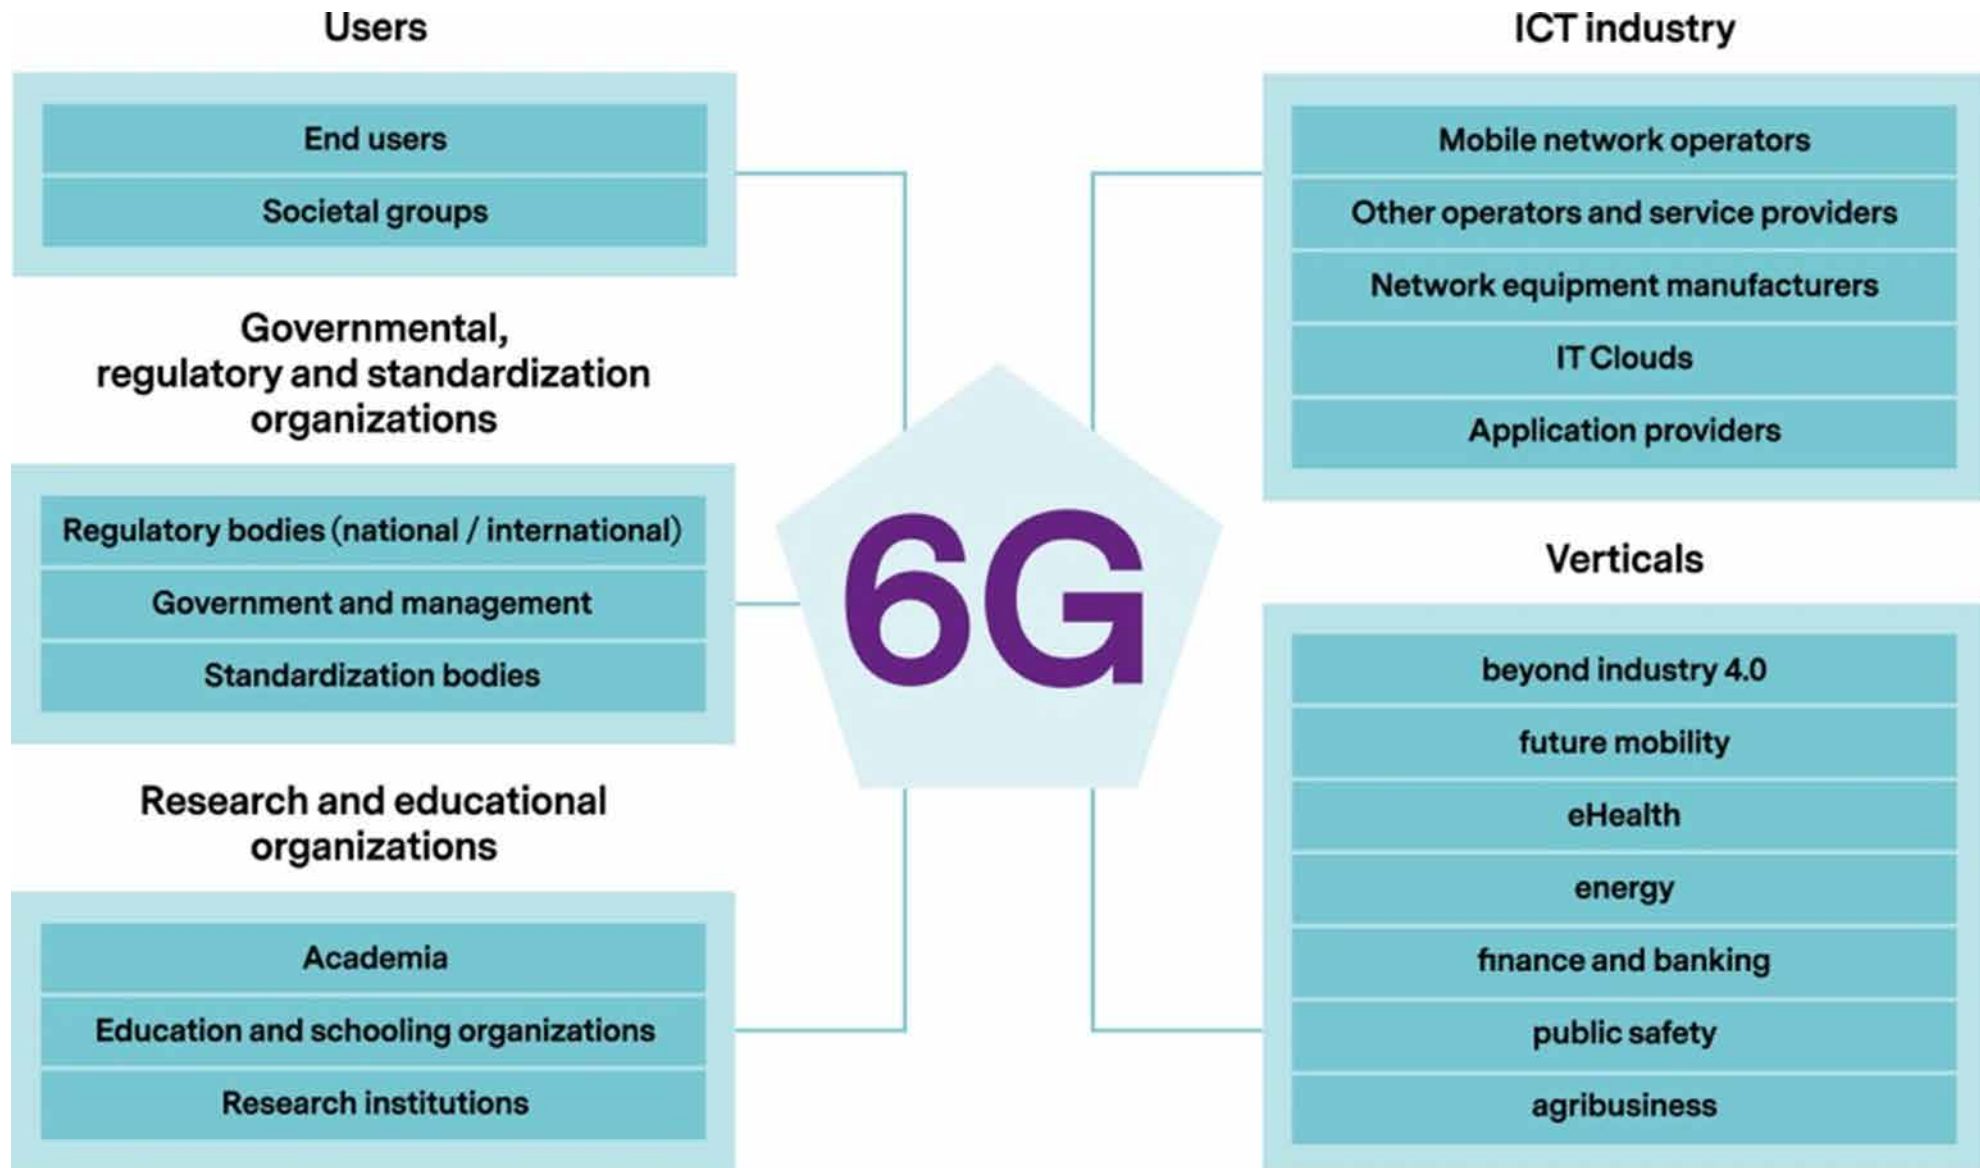 Users
End users
Societal groups
Governmental,
regulatory and standardization
organizations
Regulatory bodies (national / international)
Government and management
Standardization bodies
Research and educational
organizations
Academia
Education and schooling organizations
Research institutions
6G
ICT industry
Mobile network operators
Other operators and service providers
Network equipment manufacturers
IT Clouds
Application providers
Verticals
beyond industry 4.0
future mobility
eHealth
energy
finance and banking
public safety
agribusiness